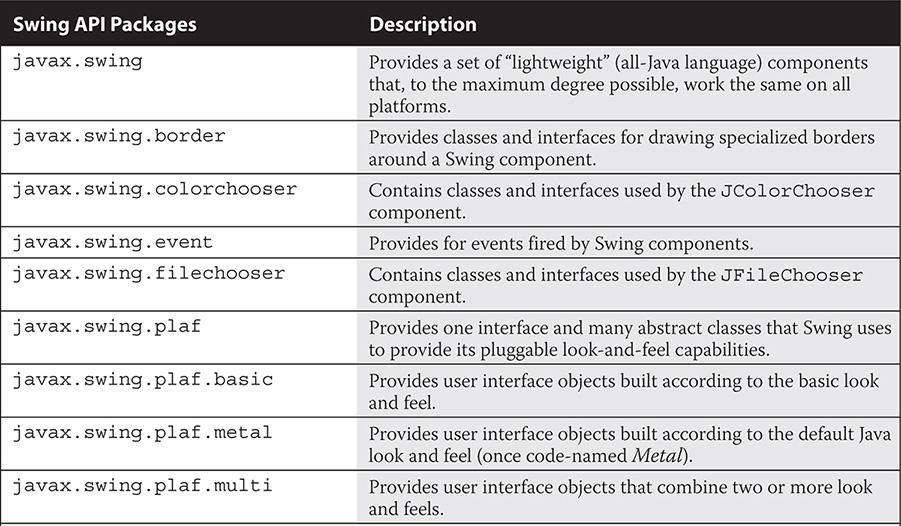 Swing API Packages Description
javax.swing Provides a set of “lightweight” (all-Java language) components
that, to the maximum degree possible, work the same on all
platforms.
javax.swing.border Provides classes and interfaces for drawing specialized borders
around a Swing component.
javax.swing.colorchooser Contains classes and interfaces used by the JColorChooser
component.
javax.swing.event Provides for events fired by Swing components.
javax.swing.filechooser Contains classes and interfaces used by the JFileChooser
component.
javax.swing.plaf Provides one interface and many abstract classes that Swing uses
to provide its pluggable look-and-feel capabilities.
javax.swing.plaf.basic Provides user interface objects built according to the basic look
and feel.
javax.swing.plaf.metal Provides user interface objects built according to the default Java
look and feel (once code-named Metal).
javax.swing.plaf.multi Provides user interface objects that combine two or more look
and feels.